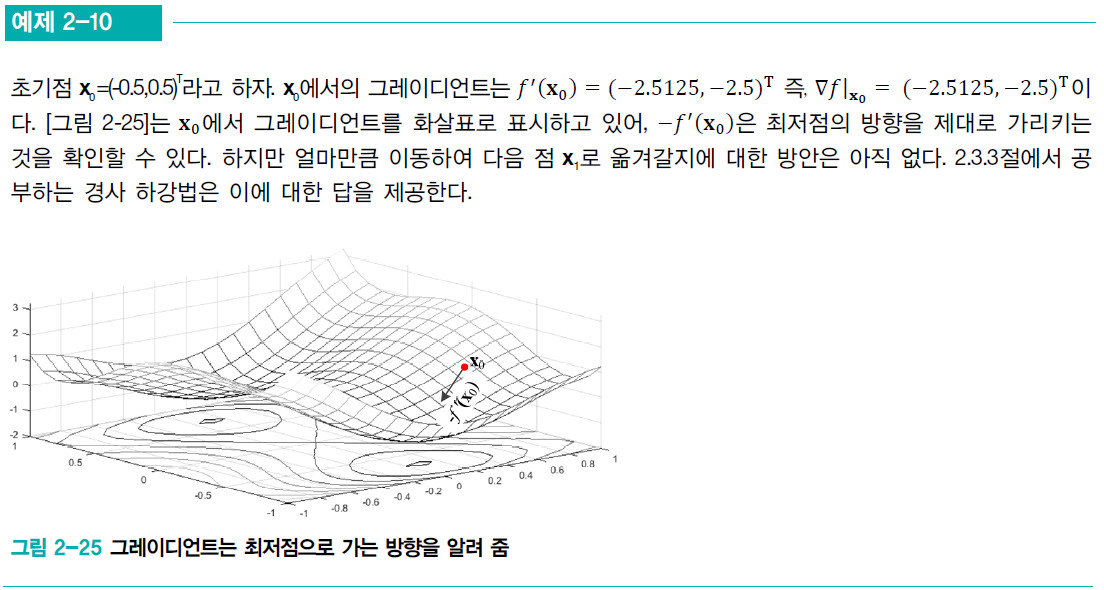 예제 2-10
초기점 x₀=(-0.5,0.5)ᵀ라고 하자. x₀에서의 그레이디언트는 f′(x₀) = (−2.5125, −2.5)ᵀ 즉, ∇f|ₓ₀ = (−2.5125, −2.5)ᵀ이
다. [그림 2-25]는 x₀에서 그레이디언트를 화살표로 표시하고 있어, −f′(x₀)은 최저점의 방향을 제대로 가리키는
것을 확인할 수 있다. 하지만 얼마만큼 이동하여 다음 점 x₁로 옮겨갈지에 대한 방안은 아직 없다. 2.3.3절에서 공
부하는 경사 하강법은 이에 대한 답을 제공한다.
3
2
1
0
-1
-2
x₀
-f′(x₀)
1
0.5
0
-0.5
-1
-1
-0.8
-0.6
-0.4
-0.2
0
0.2
0.4
0.6
0.8
1
그림 2-25 그레이디언트는 최저점으로 가는 방향을 알려 줌